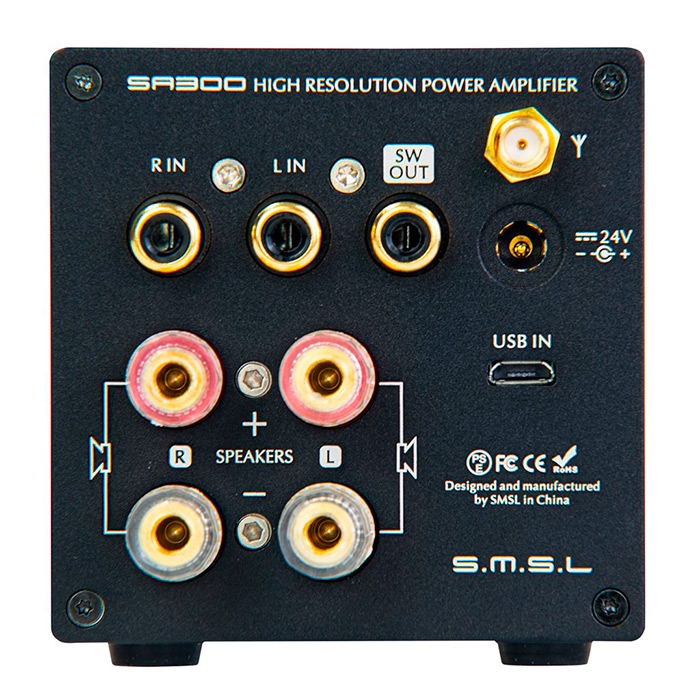 SA300 HIGH RESOLUTION POWER AMPLIFIER
R IN
L IN
SW
OUT
24V
- +
USB IN
+
R SPEAKERS L
−
PS
E
FC CE RoHS
Designed and manufactured
by SMSL in China
S.M.S.L